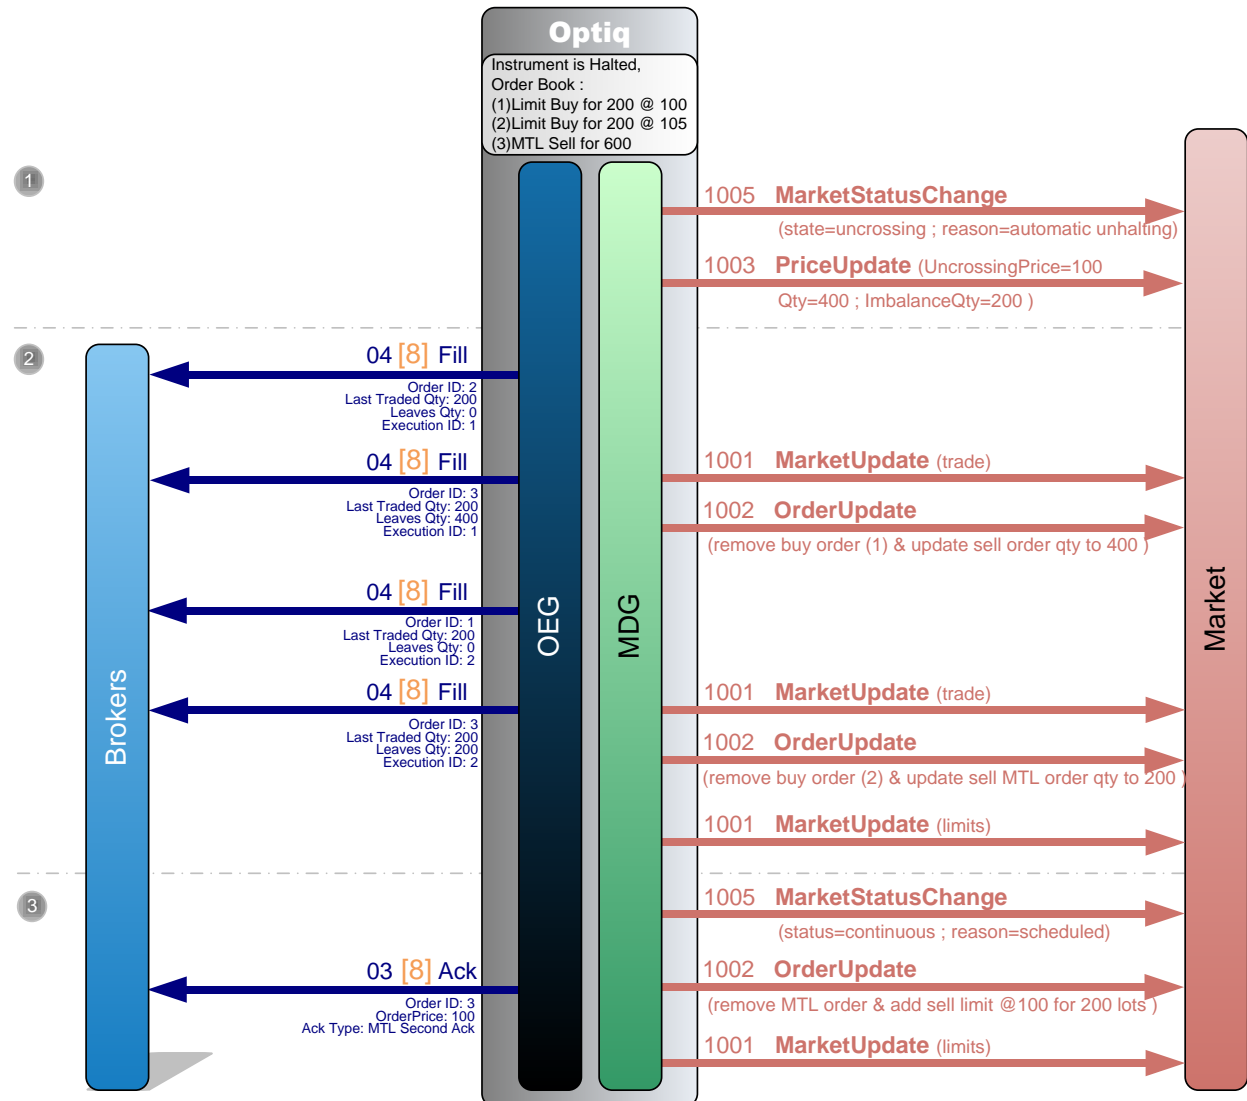 Optiq
Instrument is Halted,
Order Book :
(1)Limit Buy for 200 @ 100
(2)Limit Buy for 200 @ 105
(3)MTL Sell for 600
1
1005 MarketStatusChange
(state=uncrossing ; reason=automatic unhalting)
1003 PriceUpdate (UncrossingPrice=100
Qty=400 ; ImbalanceQty=200 )
2
04 [8] Fill
Order ID: 2
Last Traded Qty: 200
Leaves Qty: 0
Execution ID: 1
04 [8] Fill
Order ID: 3
Last Traded Qty: 200
Leaves Qty: 400
Execution ID: 1
1001 MarketUpdate (trade)
1002 OrderUpdate
(remove buy order (1) & update sell order qty to 400 )
04 [8] Fill
Order ID: 1
Last Traded Qty: 200
Leaves Qty: 0
Execution ID: 2
04 [8] Fill
Order ID: 3
Last Traded Qty: 200
Leaves Qty: 200
Execution ID: 2
1001 MarketUpdate (trade)
1002 OrderUpdate
(remove buy order (2) & update sell MTL order qty to 200 )
1001 MarketUpdate (limits)
Brokers
OEG
MDG
Market
3
1005 MarketStatusChange
(status=continuous ; reason=scheduled)
03 [8] Ack
Order ID: 3
OrderPrice: 100
Ack Type: MTL Second Ack
1002 OrderUpdate
(remove MTL order & add sell limit @100 for 200 lots )
1001 MarketUpdate (limits)